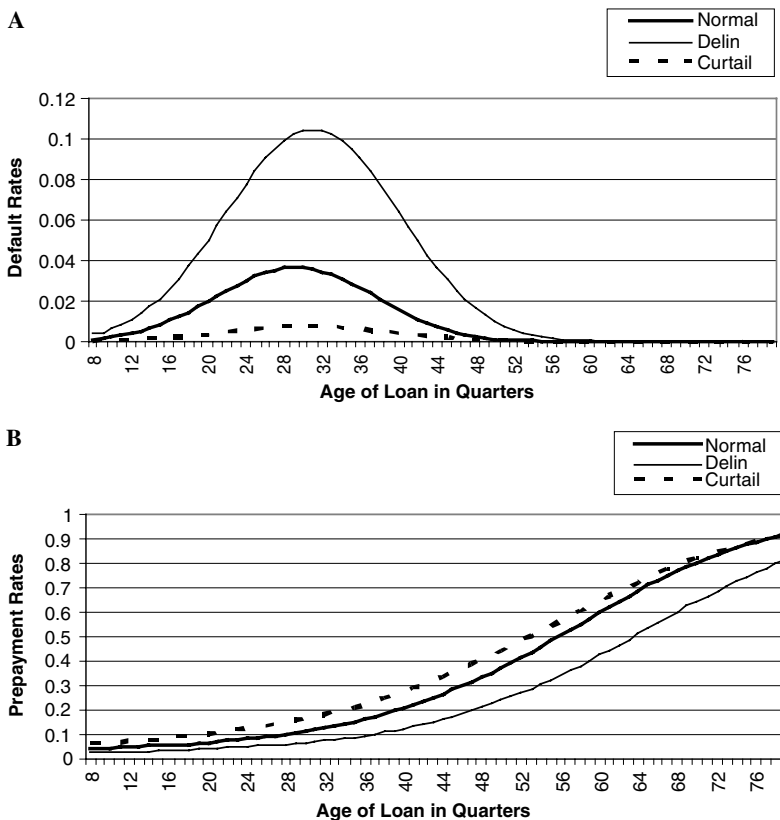 A
Normal
Delin
Curtail
0.12
0.1
0.08
0.06
0.04
0.02
0
Default Rates
8 12 16 20 24 28 32 36 40 44 48 52 56 60 64 68 72 76
Age of Loan in Quarters
B
Normal
Delin
Curtail
1
0.9
0.8
0.7
0.6
0.5
0.4
0.3
0.2
0.1
0
Prepayment Rates
8 12 16 20 24 28 32 36 40 44 48 52 56 60 64 68 72 76
Age of Loan in Quarters